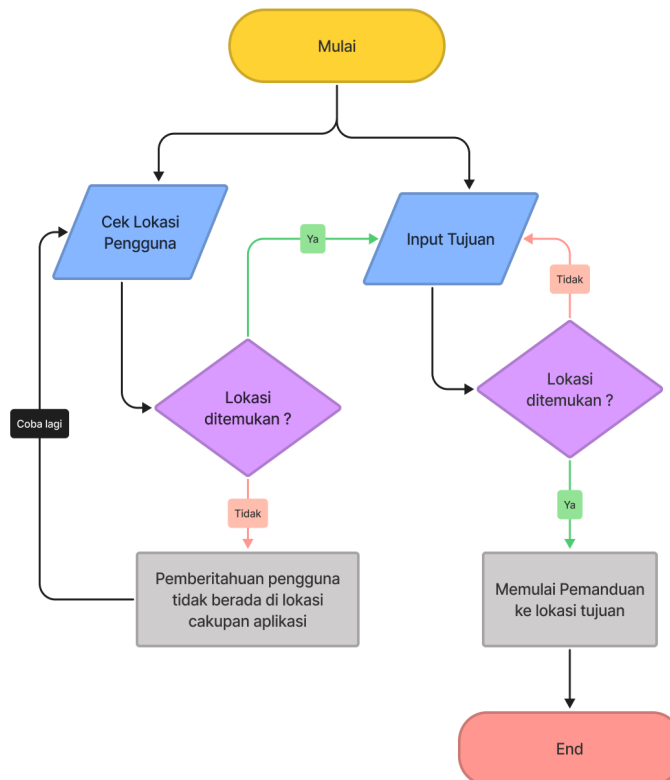 Mulai
Cek Lokasi
Pengguna
Ya
Input Tujuan
Tidak
Lokasi
ditemukan ?
Lokasi
ditemukan ?
Coba lagi
Tidak
Ya
Pemberitahuan pengguna
tidak berada di lokasi
cakupan aplikasi
Memulai Pemanduan
ke lokasi tujuan
End